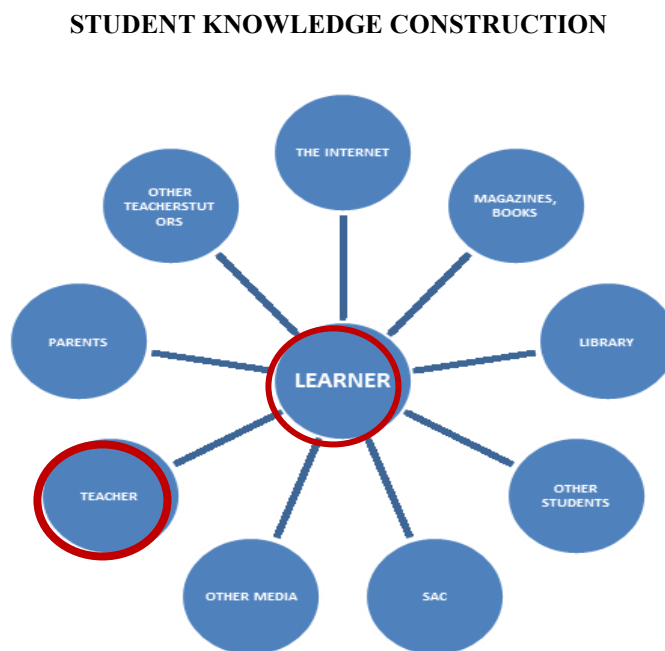 STUDENT KNOWLEDGE CONSTRUCTION
THE INTERNET
MAGAZINES,
BOOKS
LIBRARY
OTHER
STUDENTS
SAC
OTHER MEDIA
TEACHER
PARENTS
OTHER
TEACHERSTUT
ORS
LEARNER